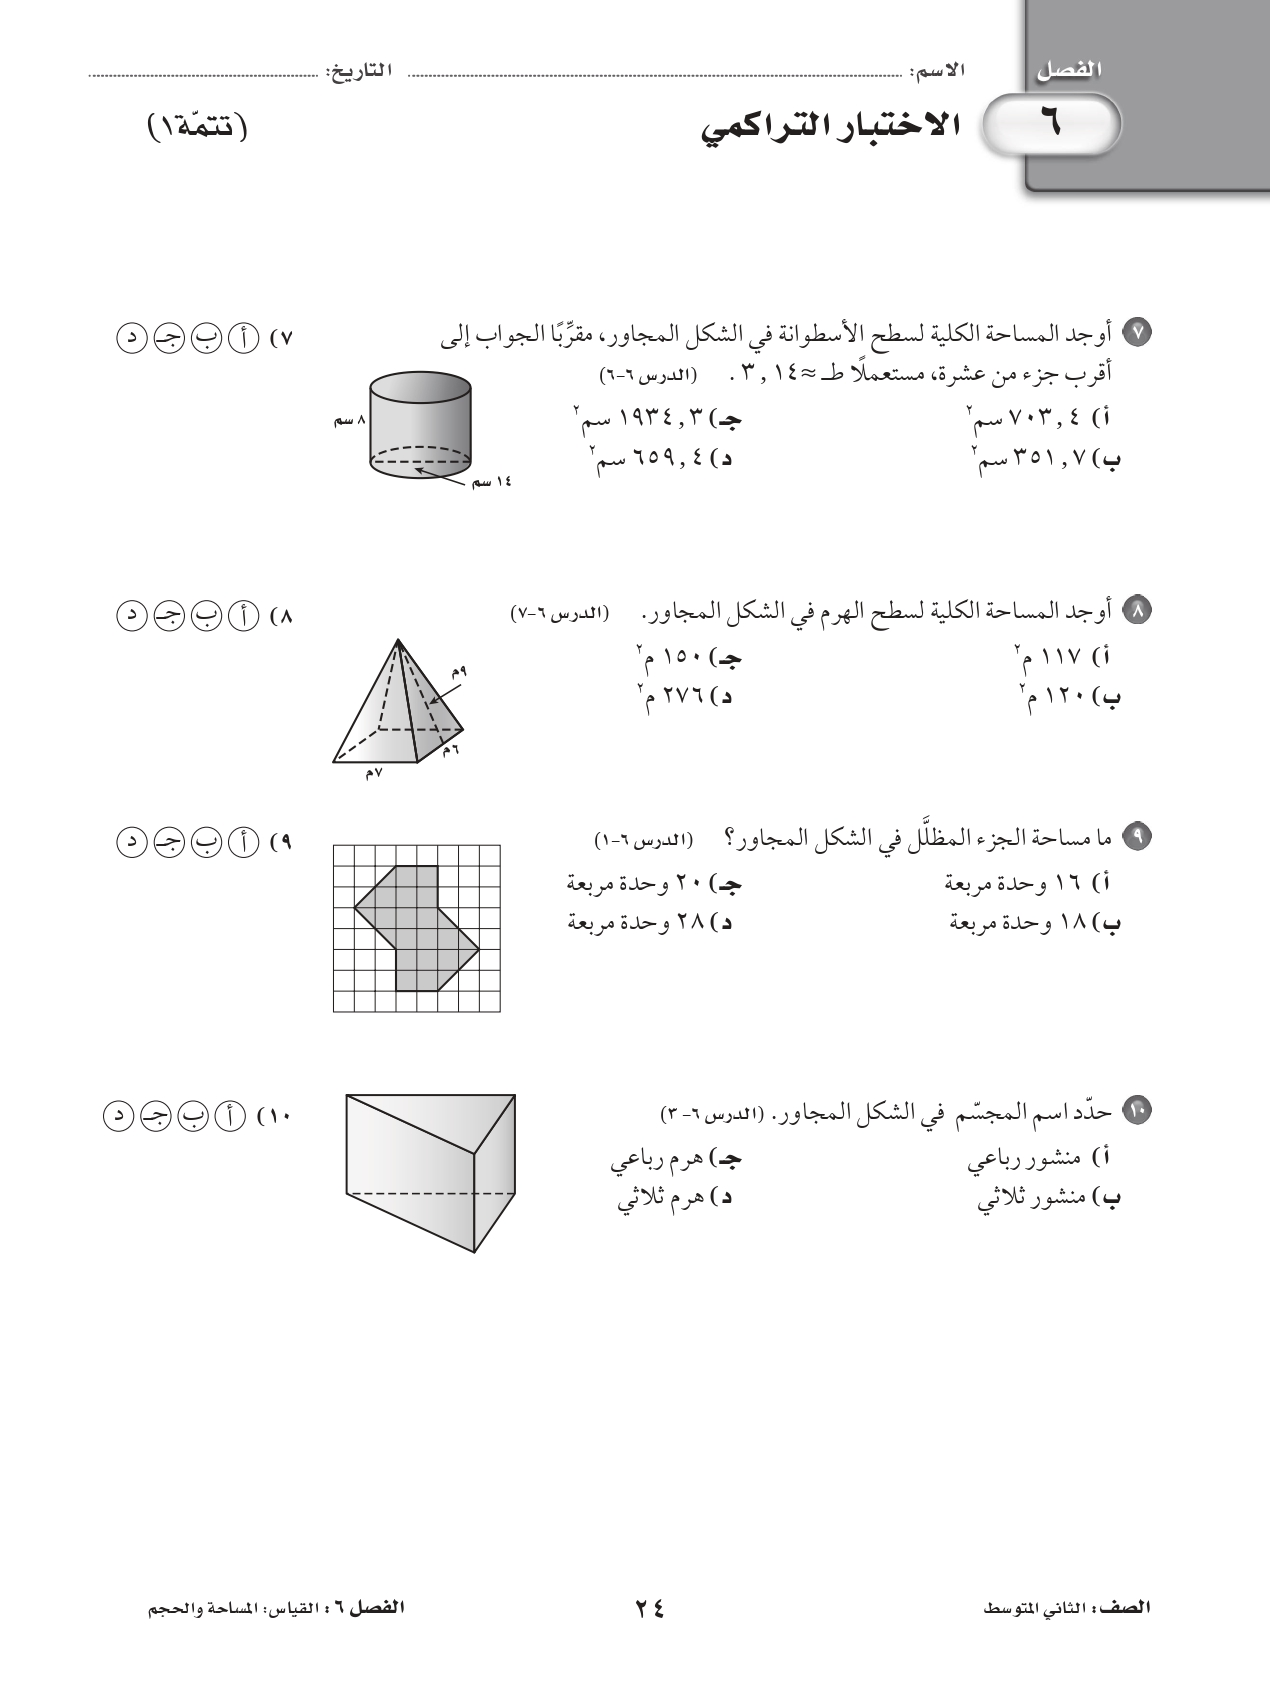 الفصل
٦
الاسم: التاريخ:
الاختبار التراكمي (تتمّة١)
٧ أوجد المساحة الكلية لسطح الأسطوانة في الشكل المجاور، مقرِّبًا الجواب إلى
أقرب جزء من عشرة، مستعملًا طـ ≈ ٣,١٤ . (الدرس ٦-٦)
أ) ٧٠٣,٤ سم٢ جـ) ١٩٣٤,٣ سم٢
ب) ٣٥١,٧ سم٢ د) ٦٥٩,٤ سم٢
٨ سم
١٤ سم
٧) أ ب جـ د
٨ أوجد المساحة الكلية لسطح الهرم في الشكل المجاور. (الدرس ٦-٧)
أ) ١١٧ م٢ جـ) ١٥٠ م٢
ب) ١٢٠ م٢ د) ٢٧٦ م٢
٩م
٦م
٧م
٨) أ ب جـ د
٩ ما مساحة الجزء المظلَّل في الشكل المجاور؟ (الدرس ٦-١)
أ) ١٦ وحدة مربعة جـ) ٢٠ وحدة مربعة
ب) ١٨ وحدة مربعة د) ٢٨ وحدة مربعة
٩) أ ب جـ د
١٠ حدّد اسم المجسّم في الشكل المجاور. (الدرس ٦- ٣)
أ) منشور رباعي جـ) هرم رباعي
ب) منشور ثلاثي د) هرم ثلاثي
١٠) أ ب جـ د
الصف: الثاني المتوسط ٢٤ الفصل ٦ : القياس: المساحة والحجم